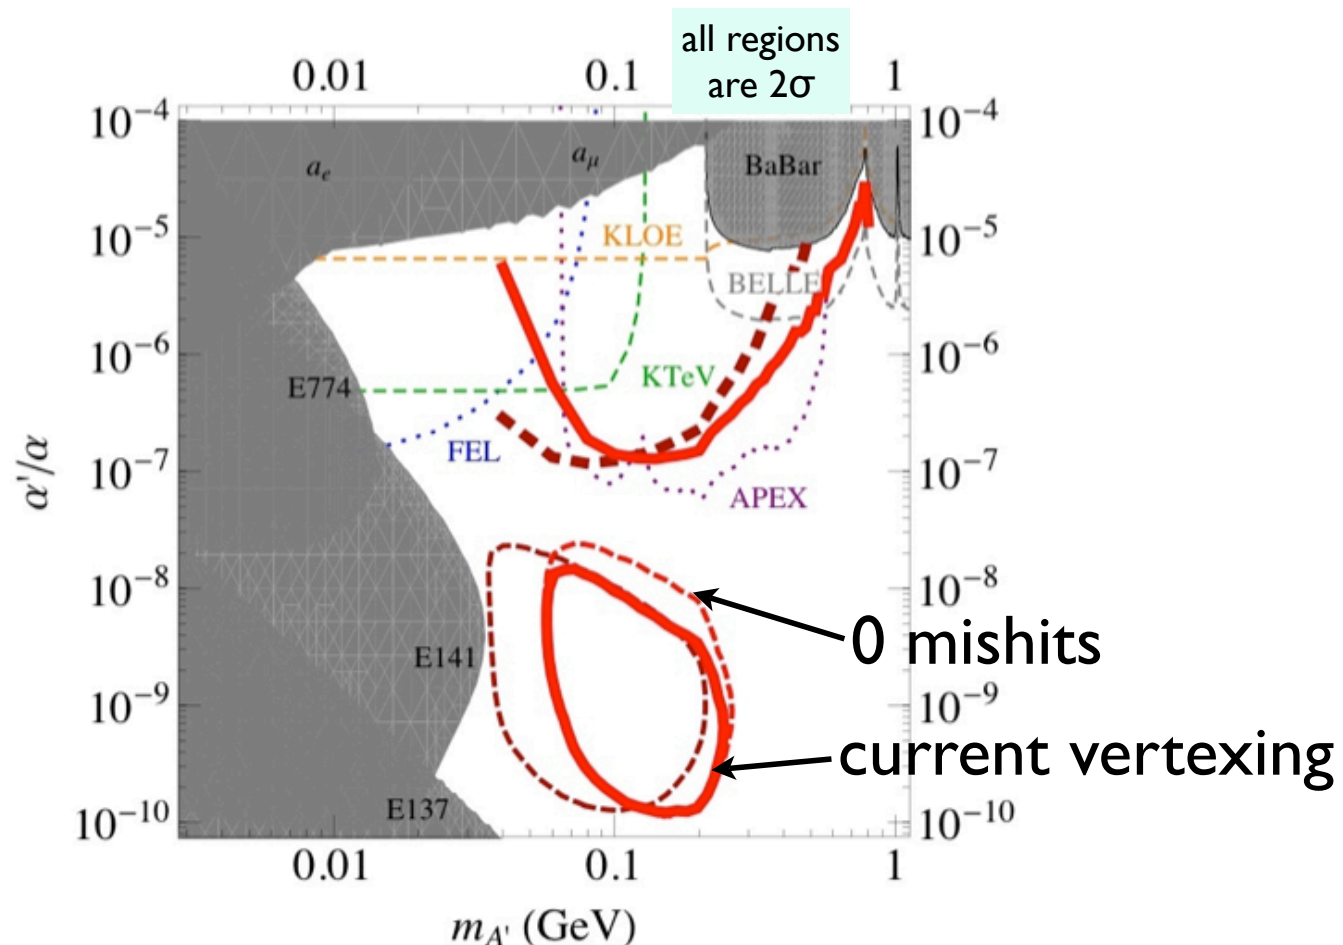 all regions
are 2σ
0.01 0.1 1
10⁻⁴ 10⁻⁴
a_e a_μ BaBar
10⁻⁵ 10⁻⁵
KLOE
BELLE
10⁻⁶ 10⁻⁶
KTeV
E774
FEL
10⁻⁷ 10⁻⁷
APEX
α'/α
10⁻⁸ 10⁻⁸
0 mishits
E141
10⁻⁹ 10⁻⁹
current vertexing
E137
10⁻¹⁰ 10⁻¹⁰
0.01 0.1 1
m_A' (GeV)